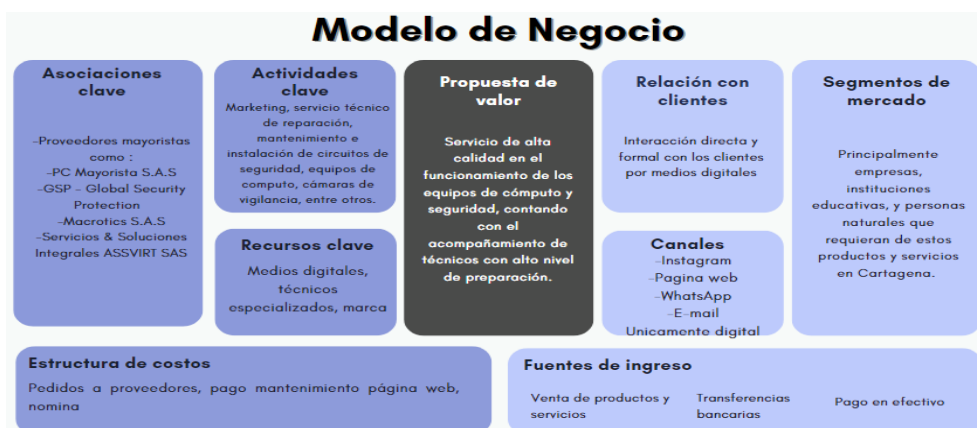 Modelo de Negocio
Asociaciones
clave
-Proveedores mayoristas
como :
-PC Mayorista S.A.S
-GSP - Global Security
Protection
-Macrotics S.A.S
-Servicios & Soluciones
Integrales ASSVIRT SAS
Actividades
clave
Marketing, servicio técnico
de reparación,
mantenimiento e
instalación de circuitos de
seguridad, equipos de
computo, cámaras de
vigilancia, entre otros.
Recursos clave
Medios digitales,
técnicos
especializados, marca
Propuesta de
valor
Servicio de alta
calidad en el
funcionamiento de los
equipos de cómputo y
seguridad, contando
con el
acompañamiento de
técnicos con alto nivel
de preparación.
Relación con
clientes
Interacción directa y
formal con los clientes
por medios digitales
Canales
-Instagram
-Pagina web
-WhatsApp
-E-mail
Unicamente digital
Segmentos de
mercado
Principalmente
empresas,
instituciones
educativas, y personas
naturales que
requieran de estos
productos y servicios
en Cartagena.
Estructura de costos
Pedidos a proveedores, pago mantenimiento página web,
nomina
Fuentes de ingreso
Venta de productos y
servicios
Transferencias
bancarias
Pago en efectivo